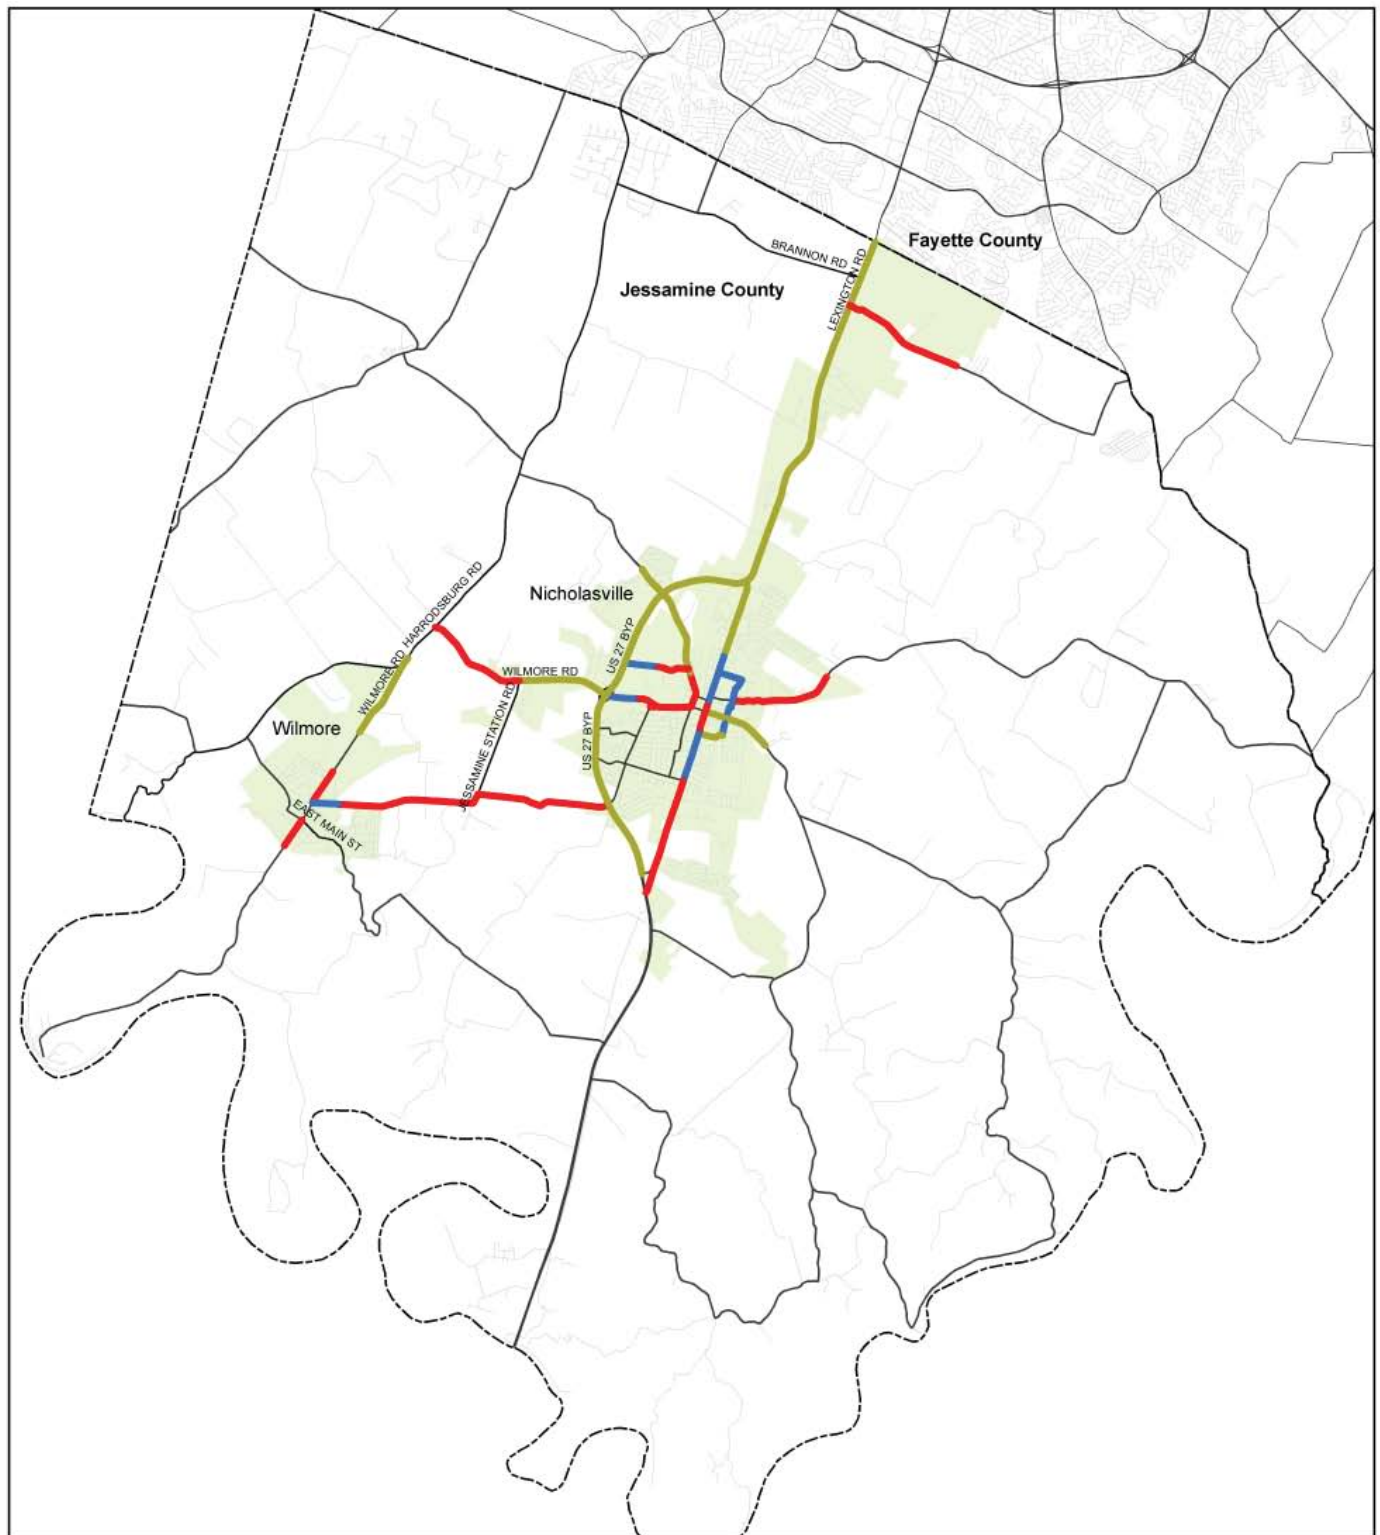 Fayette County
BRANNON RD
LEXINGTON RD
Jessamine County
HARRODSBURG RD
Nicholasville
US 27 BYP
WILMORE RD
WILMORE RD
JESSAMINE STATION RD
Wilmore
US 27 BYP
EAST MAIN ST